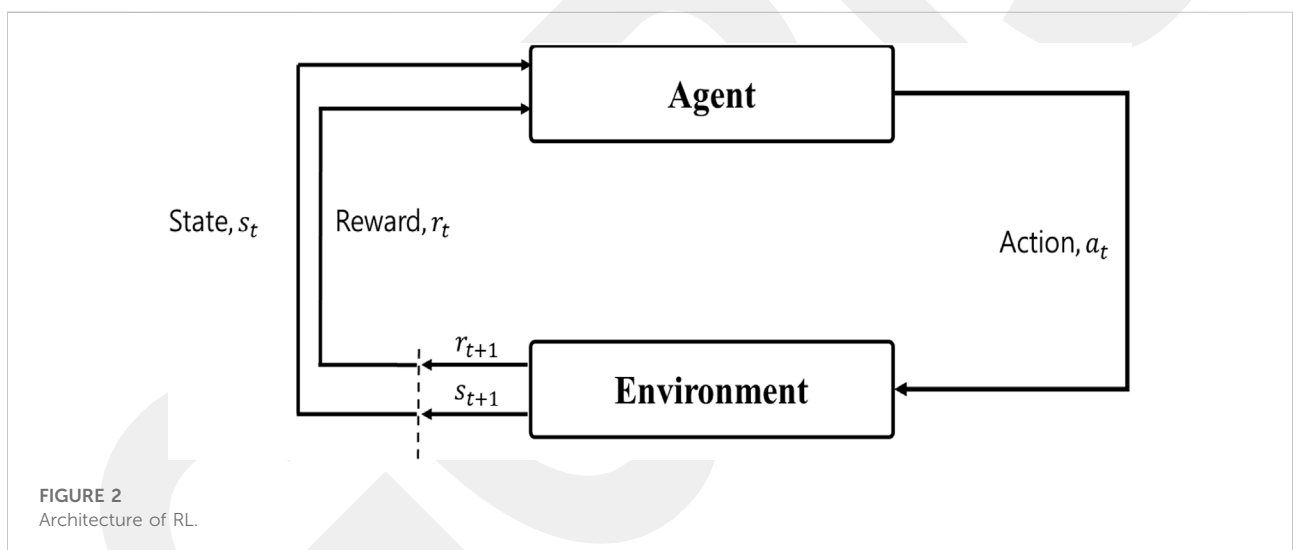 Agent
State, s_t
Reward, r_t
Action, a_t
r_{t+1}
s_{t+1}
Environment
FIGURE 2
Architecture of RL.